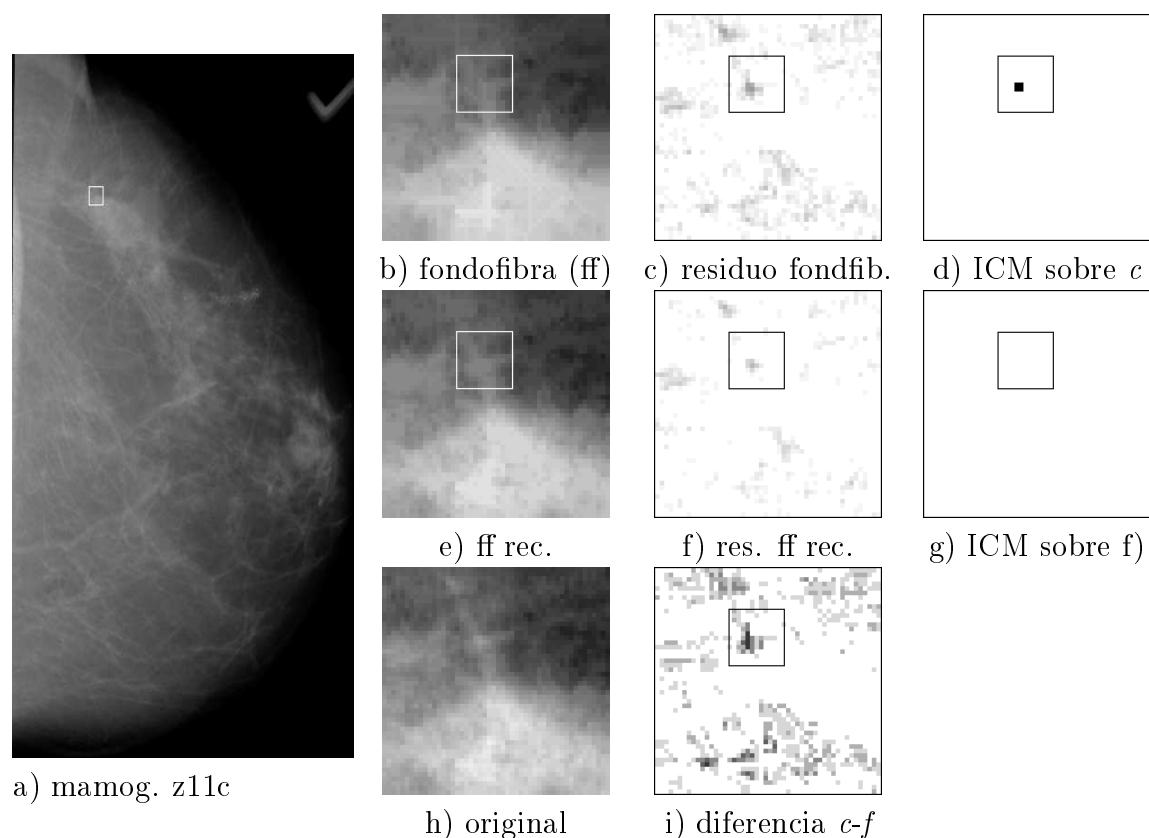 b) fondofibra (ff)
c) residuo fondfib.
d) ICM sobre c
e) ff rec.
f) res. ff rec.
g) ICM sobre f)
a) mamog. z11c
h) original
i) diferencia c-f